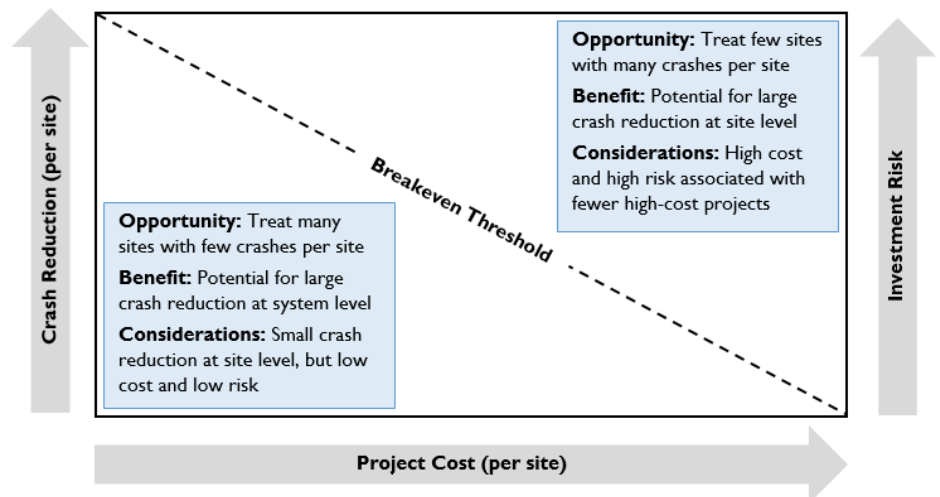 Crash Reduction (per site)
Opportunity: Treat few sites
with many crashes per site
Benefit: Potential for large
crash reduction at site level
Considerations: High cost
and high risk associated with
fewer high-cost projects
Breakeven Threshold
Opportunity: Treat many
sites with few crashes per site
Benefit: Potential for large
crash reduction at system level
Considerations: Small crash
reduction at site level, but low
cost and low risk
Investment Risk
Project Cost (per site)